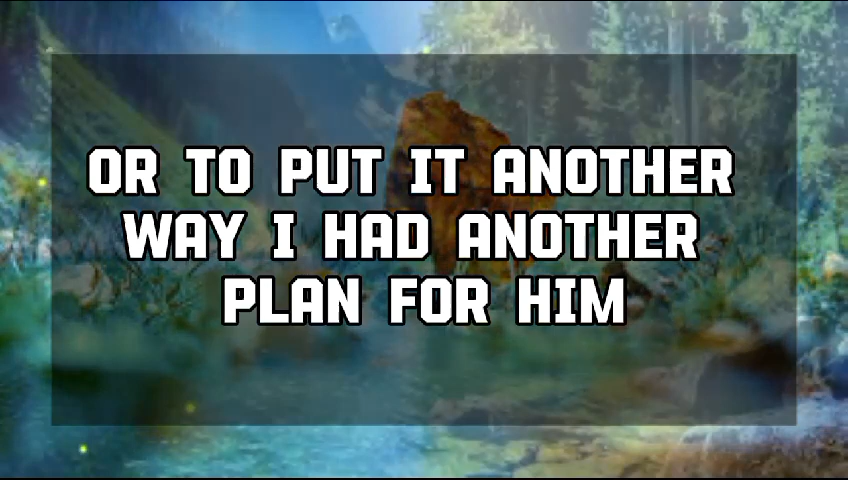 OR TO PUT IT ANOTHER
WAY I HAD ANOTHER
PLAN FOR HIM